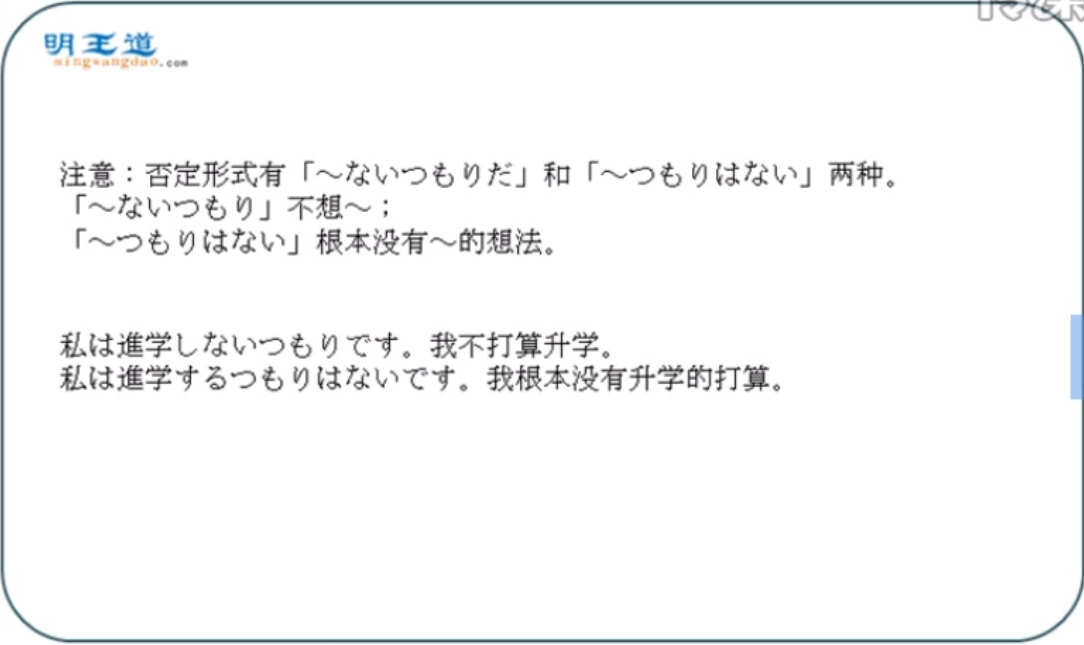 明王道
mingwangdao.com
注意：否定形式有「～ないつもりだ」和「～つもりはない」两种。
「～ないつもり」不想～；
「～つもりはない」根本没有～的想法。
私は進学しないつもりです。我不打算升学。
私は進学するつもりはないです。我根本没有升学的打算。